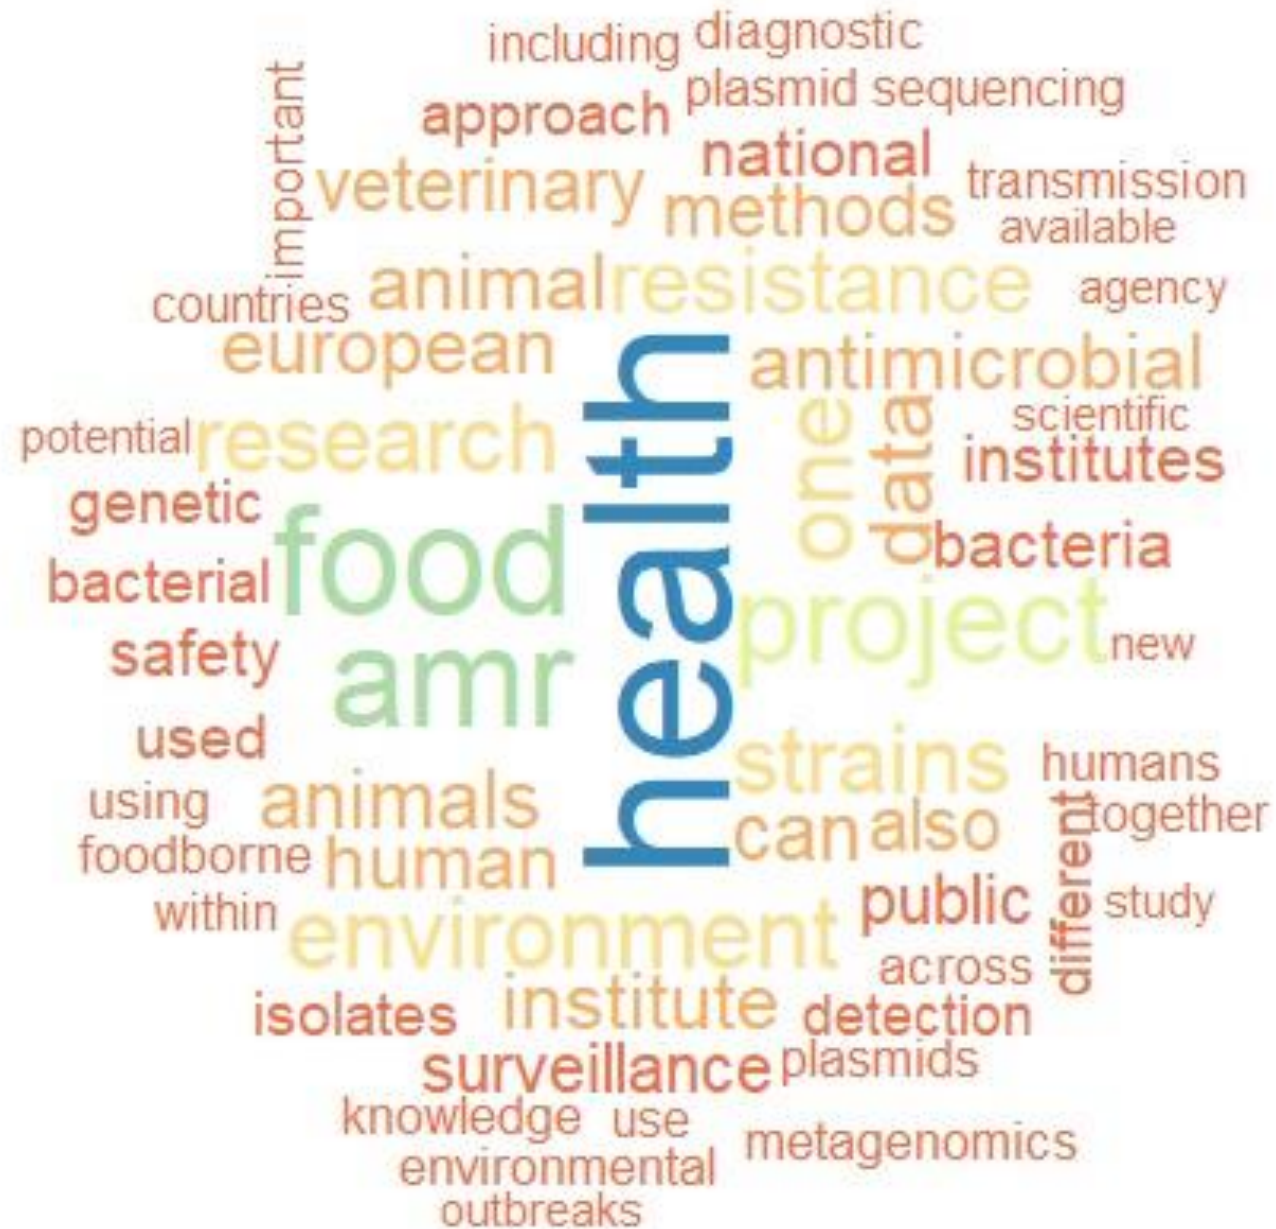 including
diagnostic
important
plasmid
sequencing
approach
national
veterinary
methods
transmission
available
animal
resistance
countries
agency
european
health
antimicrobial
potential
research
one
data
scientific
institutes
genetic
food
bacteria
bacterial
project
safety
amr
new
used
strains
humans
using
animals
can
also
different
together
foodborne
human
within
environment
public
study
across
isolates
institute
detection
surveillance
plasmids
knowledge
use
metagenomics
environmental
outbreaks